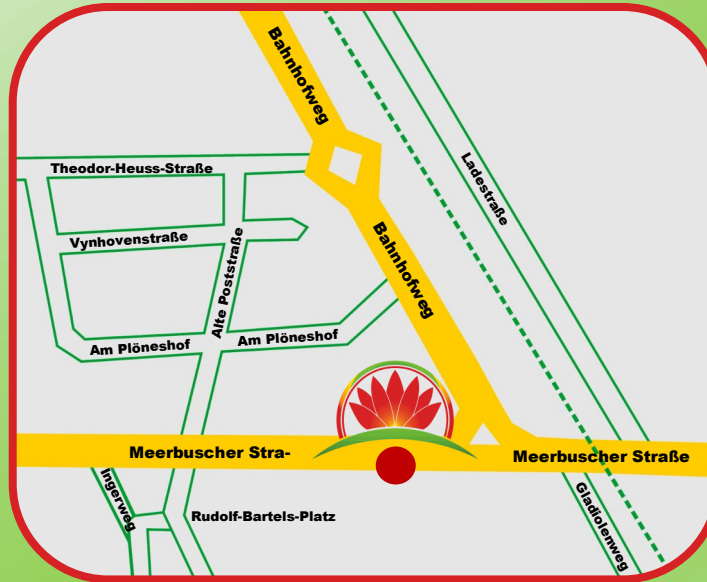 Bahnhofweg
Theodor-Heuss-Straße
Ladestraße
Vynhovenstraße
Alte Poststraße
Bahnhofweg
Am Plöneshof
Am Plöneshof
Meerbuscher Stra-
Meerbuscher Straße
Ingerweg
Rudolf-Bartels-Platz
Gladiolenweg